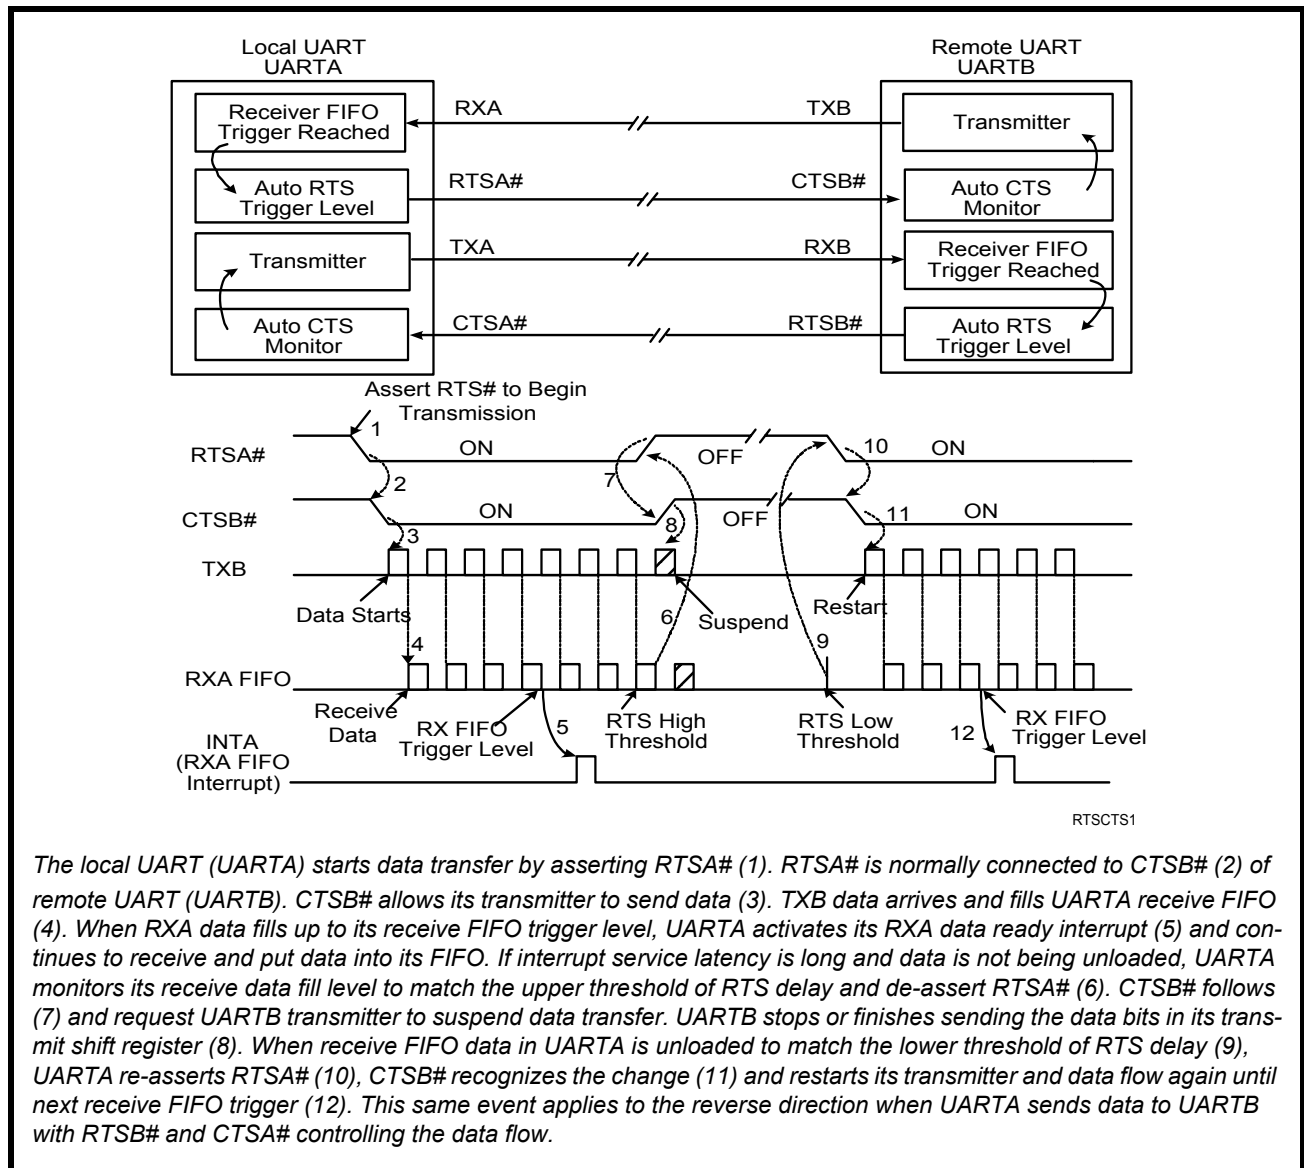 Local UART
UARTA
Remote UART
UARTB
Receiver FIFO
Trigger Reached
RXA
TXB
Transmitter
Auto RTS
Trigger Level
RTSA#
CTSB#
Auto CTS
Monitor
Transmitter
TXA
RXB
Receiver FIFO
Trigger Reached
Auto CTS
Monitor
CTSA#
RTSB#
Auto RTS
Trigger Level
Assert RTS# to Begin
Transmission
1
RTSA#
ON
7
OFF
10
ON
2
CTSB#
ON
8
OFF
11
ON
3
TXB
Data Starts
6
Suspend
Restart
4
9
RXA FIFO
Receive
Data
RX FIFO
Trigger Level
5
RTS High
Threshold
RTS Low
Threshold
12
RX FIFO
Trigger Level
INTA
(RXA FIFO
Interrupt)
RTSCTS1
The local UART (UARTA) starts data transfer by asserting RTSA# (1). RTSA# is normally connected to CTSB# (2) of
remote UART (UARTB). CTSB# allows its transmitter to send data (3). TXB data arrives and fills UARTA receive FIFO
(4). When RXA data fills up to its receive FIFO trigger level, UARTA activates its RXA data ready interrupt (5) and con-
tinues to receive and put data into its FIFO. If interrupt service latency is long and data is not being unloaded, UARTA
monitors its receive data fill level to match the upper threshold of RTS delay and de-assert RTSA# (6). CTSB# follows
(7) and request UARTB transmitter to suspend data transfer. UARTB stops or finishes sending the data bits in its trans-
mit shift register (8). When receive FIFO data in UARTA is unloaded to match the lower threshold of RTS delay (9),
UARTA re-asserts RTSA# (10), CTSB# recognizes the change (11) and restarts its transmitter and data flow again until
next receive FIFO trigger (12). This same event applies to the reverse direction when UARTA sends data to UARTB
with RTSB# and CTSA# controlling the data flow.